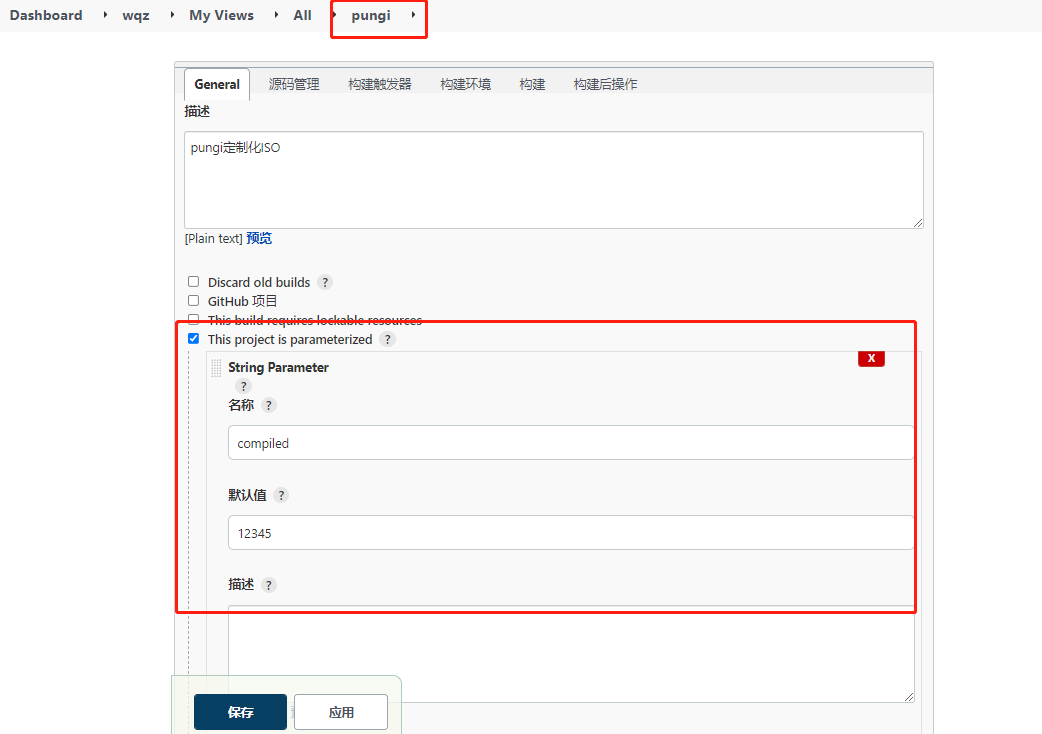 Dashboard wqz My Views All pungi
General 源码管理 构建触发器 构建环境 构建 构建后操作
描述
pungi定制化ISO
[Plain text] 预览
Discard old builds ?
GitHub 项目
This build requires lockable resources
This project is parameterized ?
X
String Parameter
?
名称 ?
compiled
默认值 ?
12345
描述 ?
保存 应用